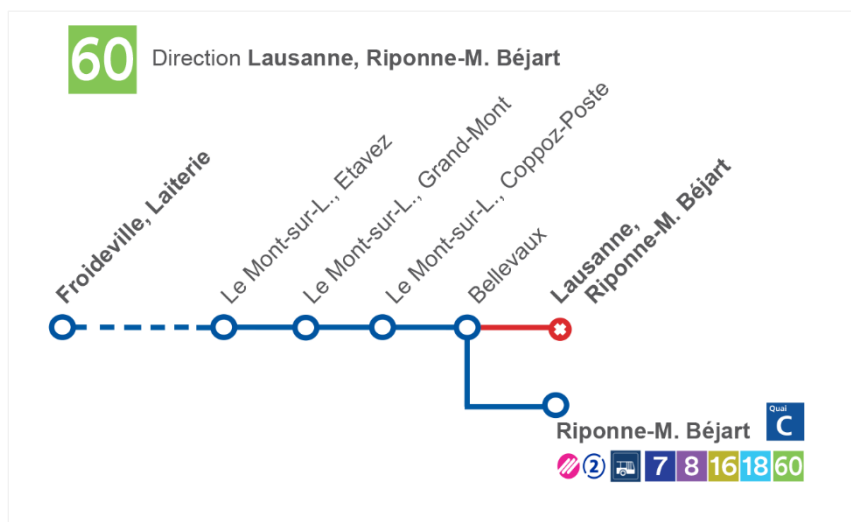 60 Direction Lausanne, Riponne-M. Béjart
Froideville, Laiterie
Le Mont-sur-L., Etavez
Le Mont-sur-L., Grand-Mont
Le Mont-sur-L., Coppoz-Poste
Bellevaux
Lausanne,
Riponne-M. Béjart
Riponne-M. Béjart
Quai
C
2 7 8 16 18 60